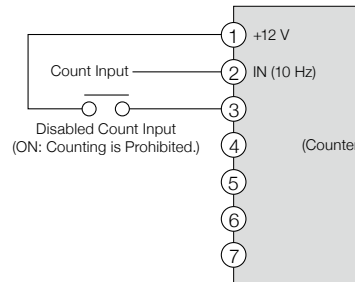 1 +12 V
Count Input 2 IN (10 Hz)
3
Disabled Count Input
(ON: Counting is Prohibited.)
4 (Counter
5
6
7